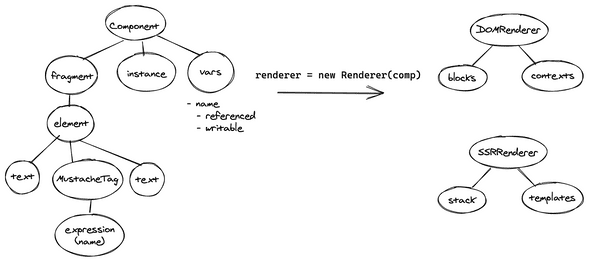 Component
fragment
instance
vars
- name
- referenced
- writable
element
text
MustacheTag
text
expression
(name)
renderer = new Renderer(comp)
DOMRenderer
blocks
contexts
SSRRenderer
stack
templates